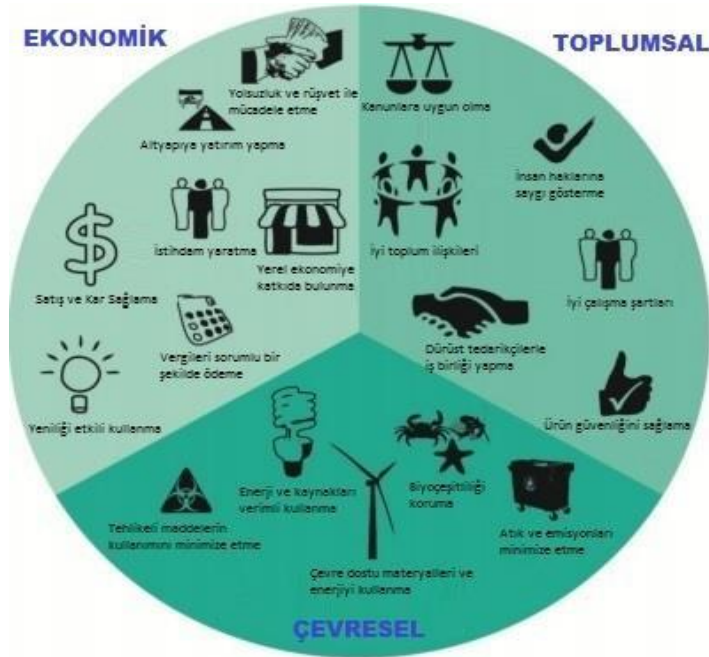 EKONOMİK
Yolsuzluk ve rüşvet ile
mücadele etme
Altyapıya yatırım yapma
İstihdam yaratma
Yerel ekonomiye
katkıda bulunma
Satış ve Kar Sağlama
Vergileri sorumlu bir
şekilde ödeme
Yeniliği etkili kullanma
TOPLUMSAL
Kanunlara uygun olma
İnsan haklarına
saygı gösterme
İyi toplum ilişkileri
İyi çalışma şartları
Dürüst tedarikçilerle
iş birliği yapma
Ürün güvenliğini sağlama
Enerji ve kaynakları
verimli kullanma
Biyoçeşitliliği
koruma
Tehlikeli maddelerin
kullanımını minimize etme
Atık ve emisyonları
minimize etme
Çevre dostu materyalleri ve
enerjiyi kullanma
ÇEVRESEL